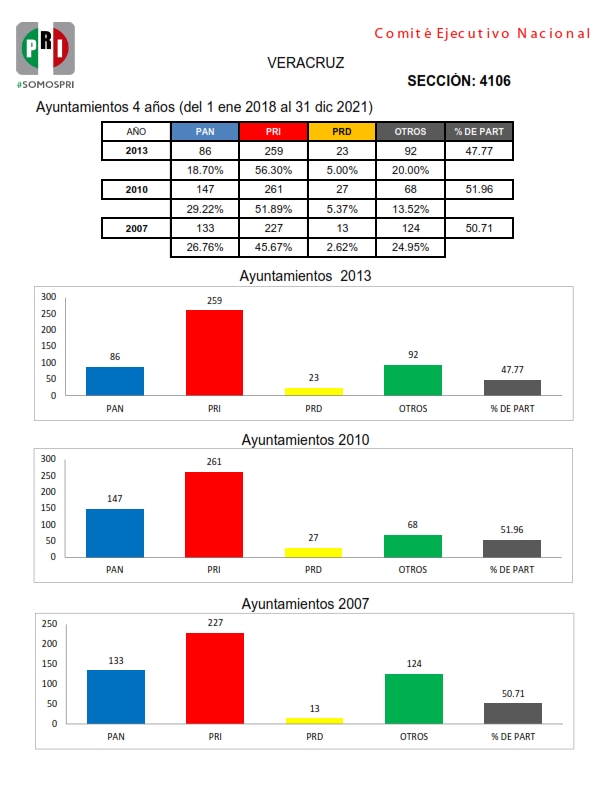 Comité Ejecutivo Nacional
PRI
#SOMOSPRI
VERACRUZ
SECCIÓN: 4106
Ayuntamientos 4 años (del 1 ene 2018 al 31 dic 2021)
AÑO PAN PRI PRD OTROS % DE PART
2013 86 259 23 92 47.77
18.70% 56.30% 5.00% 20.00%
2010 147 261 27 68 51.96
29.22% 51.89% 5.37% 13.52%
2007 133 227 13 124 50.71
26.76% 45.67% 2.62% 24.95%
Ayuntamientos 2013
300
250
200
150
100
50
0
86 259 23 92 47.77
PAN PRI PRD OTROS % DE PART
Ayuntamientos 2010
300
250
200
150
100
50
0
147 261 27 68 51.96
PAN PRI PRD OTROS % DE PART
Ayuntamientos 2007
250
200
150
100
50
0
133 227 13 124 50.71
PAN PRI PRD OTROS % DE PART